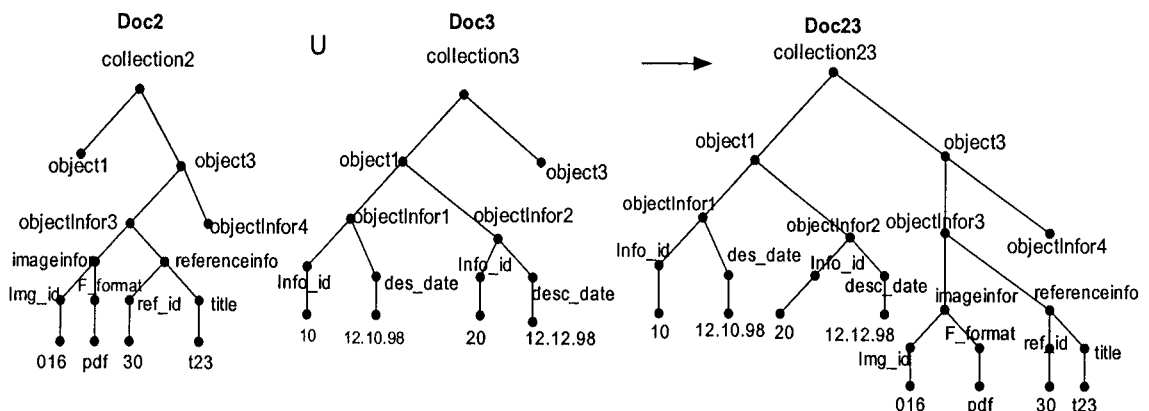 Doc2
collection2
object1
object3
objectInfor3
objectInfor4
imageinfor
referenceinfo
Img_id
F_format
ref_id
title
016
pdf
30
t23
U
Doc3
collection3
object1
object3
objectInfor1
objectInfor2
Info_id
des_date
Info_id
desc_date
10
12.10.98
20
12.12.98
Doc23
collection23
object1
object3
objectInfor1
objectInfor2
objectInfor3
objectInfor4
Info_id
des_date
Info_id
desc_date
imageinfor
referenceinfo
10
12.10.98
20
12.12.98
Img_id
F_format
ref_id
title
016
pdf
30
t23